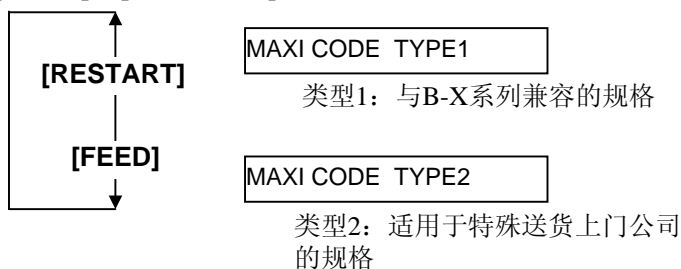 MAXI CODE TYPE1
[RESTART]
类型1：与B-X系列兼容的规格
[FEED]
MAXI CODE TYPE2
类型2：适用于特殊送货上门公司
的规格